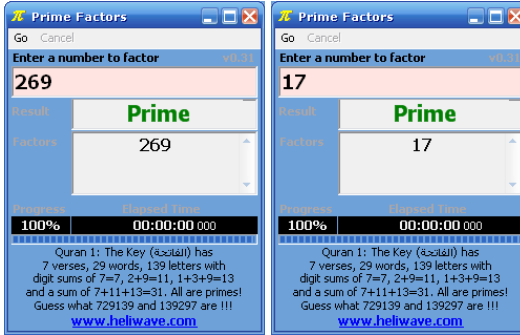 Prime Factors
Go Cancel
Enter a number to factor v0.31
269
Result Prime
Factors 269
Progress Elapsed Time
100% 00:00:00 000
Quran 1: The Key (الفاتحة) has
7 verses, 29 words, 139 letters with
digit sums of 7=7, 2+9=11, 1+3+9=13
and a sum of 7+11+13=31. All are primes!
Guess what 729139 and 139297 are !!!
www.heliwave.com
Prime Factors
Go Cancel
Enter a number to factor v0.31
17
Result Prime
Factors 17
Progress Elapsed Time
100% 00:00:00 000
Quran 1: The Key (الفاتحة) has
7 verses, 29 words, 139 letters with
digit sums of 7=7, 2+9=11, 1+3+9=13
and a sum of 7+11+13=31. All are primes!
Guess what 729139 and 139297 are !!!
www.heliwave.com